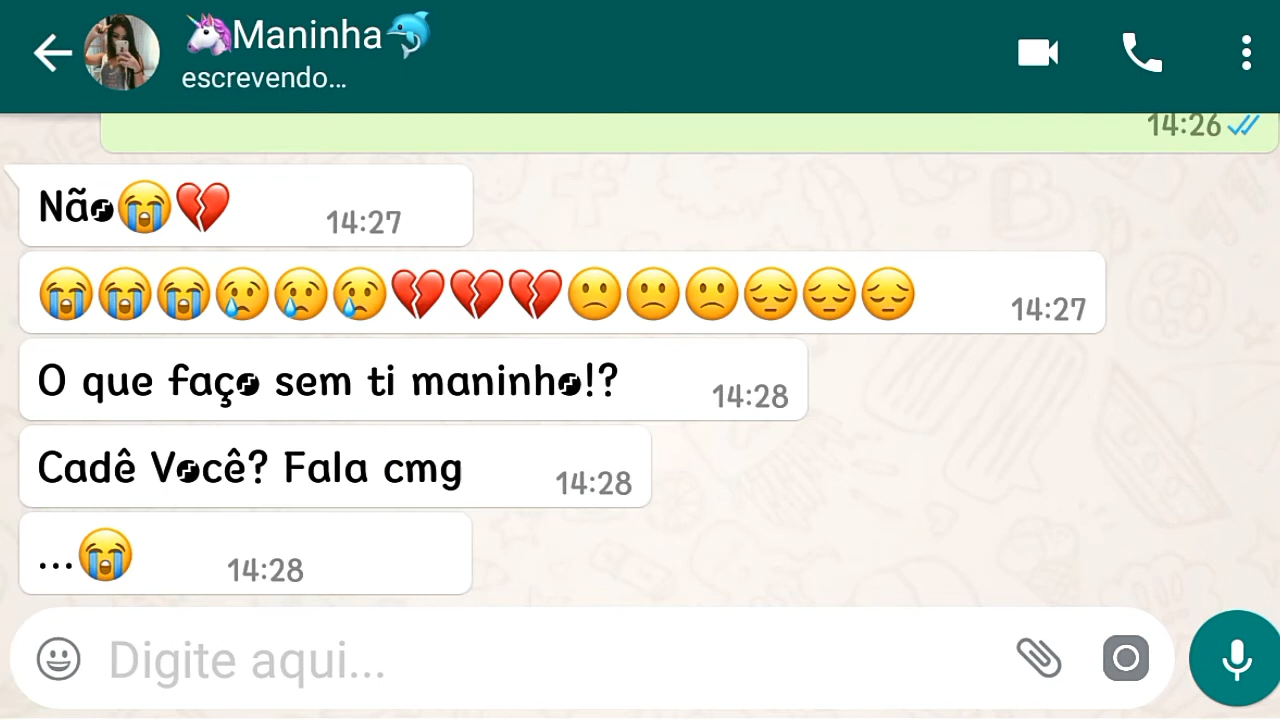 🦄Maninha🐬
escrevendo...
14:26
Não😭💔 14:27
😭😭😭😢😢😢💔💔💔🙁🙁🙁😔😔😔 14:27
O que faço sem ti maninho!? 14:28
Cadê Você? Fala cmg 14:28
...😭 14:28
Digite aqui...